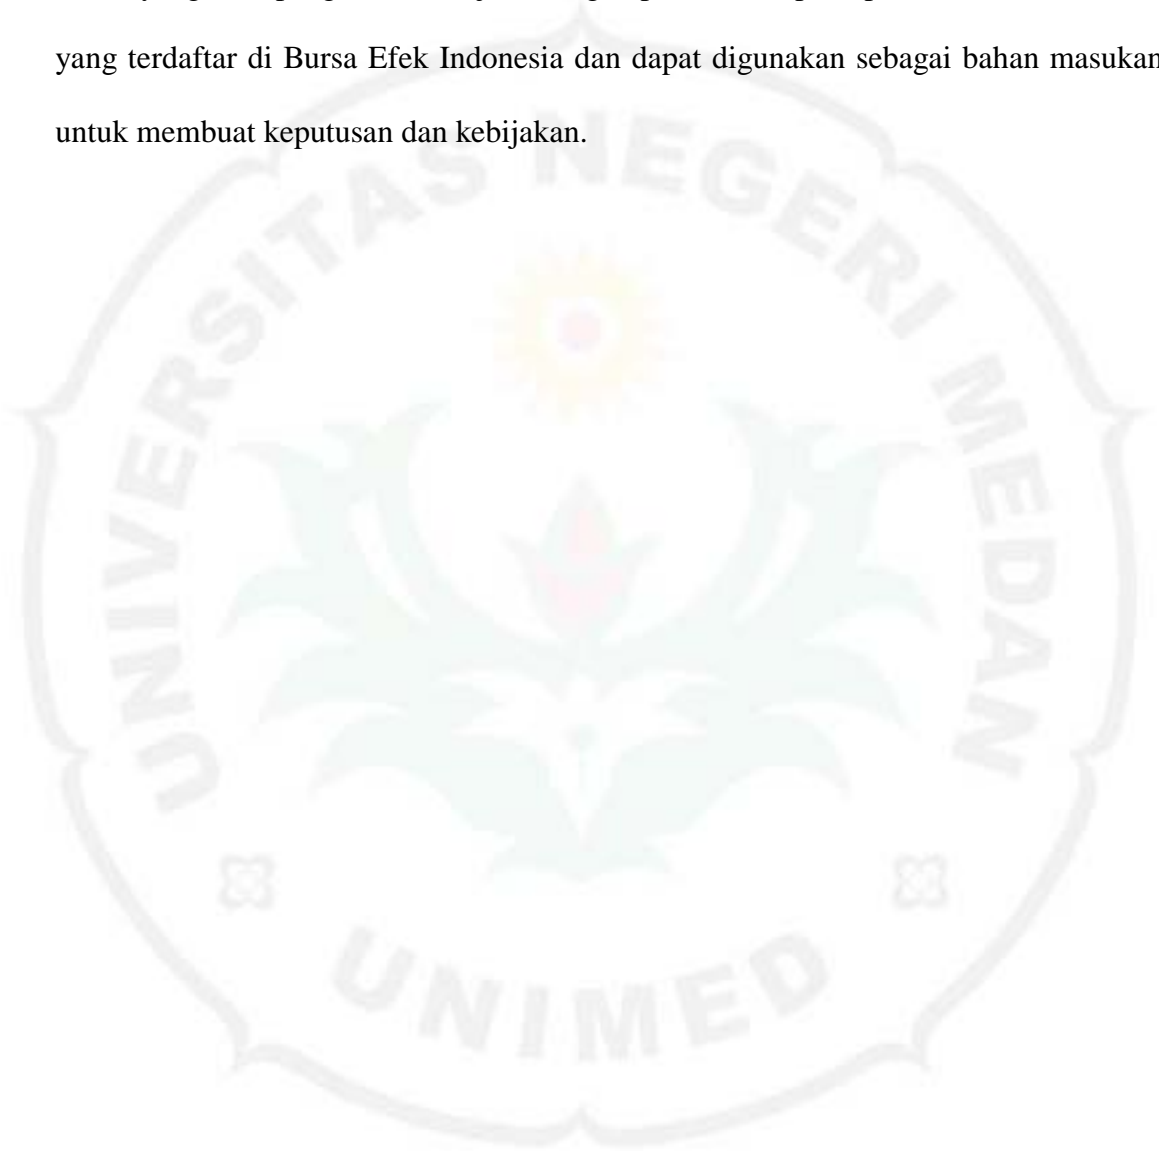 yang terdaftar di Bursa Efek Indonesia dan dapat digunakan sebagai bahan masukan
untuk membuat keputusan dan kebijakan.
UNIVERSITAS NEGERI MEDAN
UNIMED